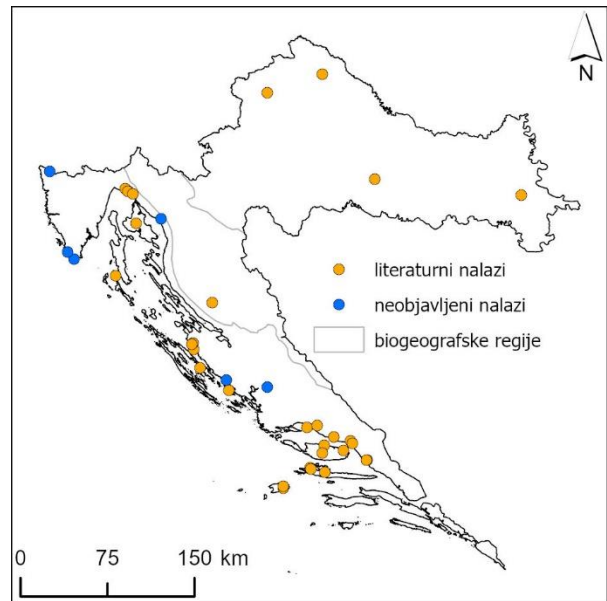 N
literaturni nalazi
neobjavljeni nalazi
biogeografske regije
0 75 150 km